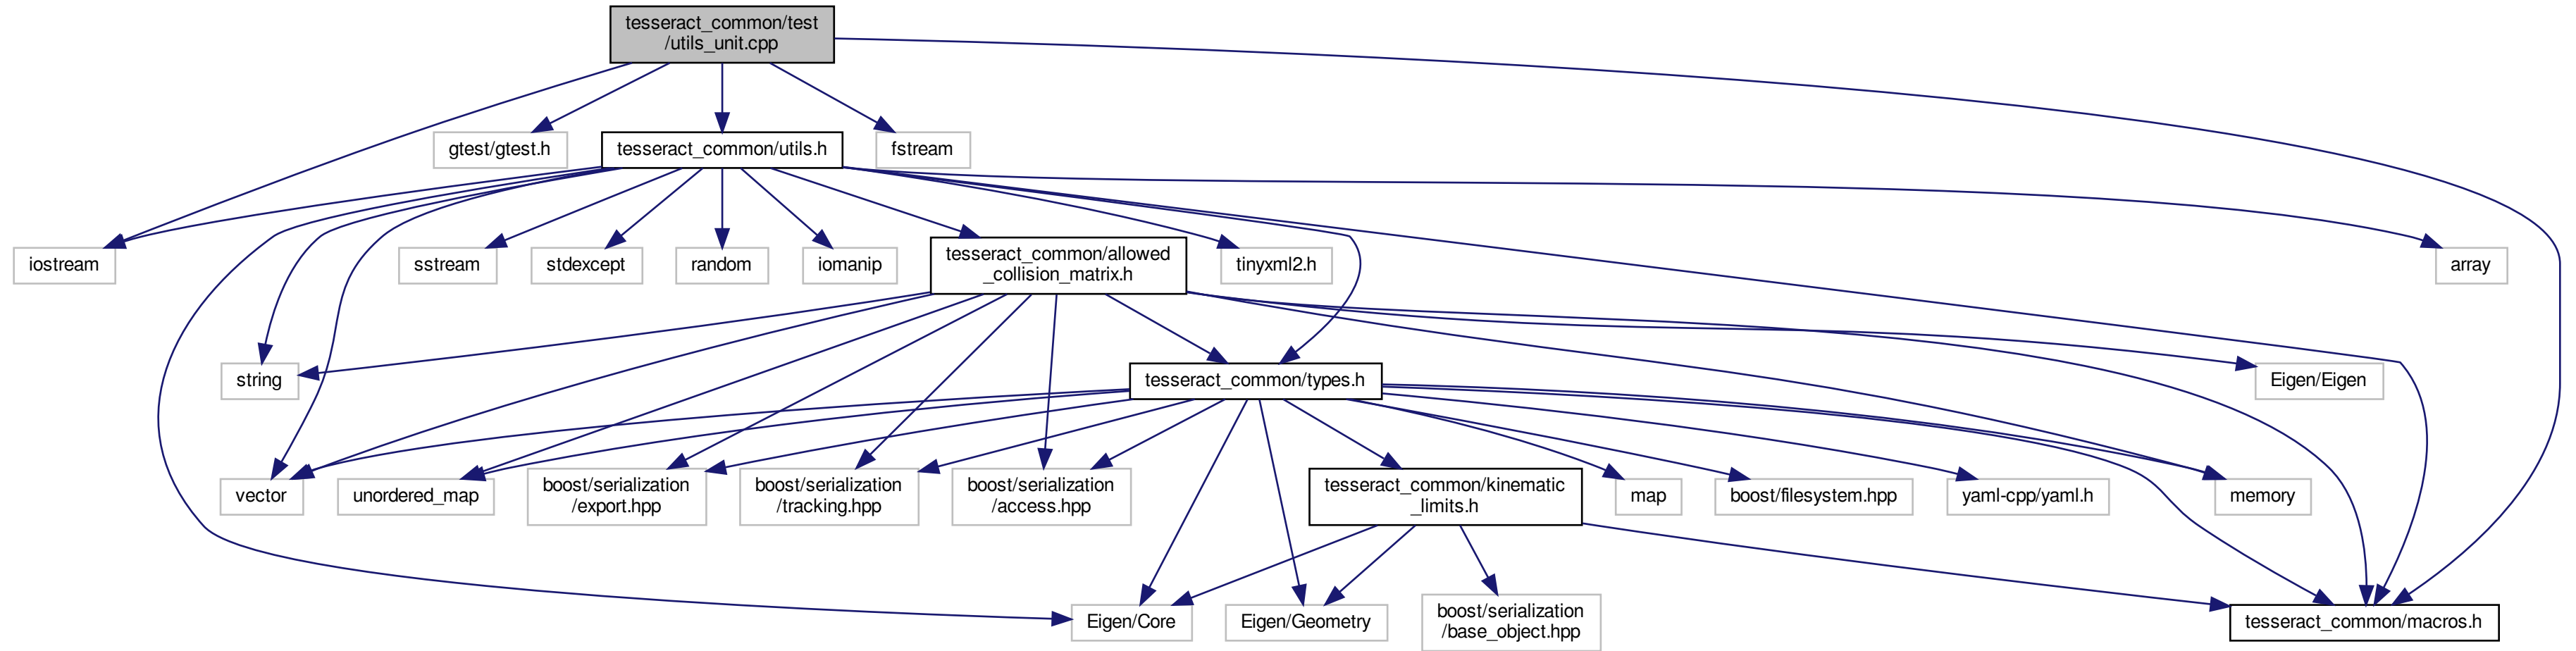 tesseract_common/test
/utils_unit.cpp
gtest/gtest.h
tesseract_common/utils.h
fstream
iostream
sstream
stdexcept
random
iomanip
tesseract_common/allowed
_collision_matrix.h
tinyxml2.h
array
string
tesseract_common/types.h
Eigen/Eigen
vector
unordered_map
boost/serialization
/export.hpp
boost/serialization
/tracking.hpp
boost/serialization
/access.hpp
tesseract_common/kinematic
_limits.h
map
boost/filesystem.hpp
yaml-cpp/yaml.h
memory
Eigen/Core
Eigen/Geometry
boost/serialization
/base_object.hpp
tesseract_common/macros.h